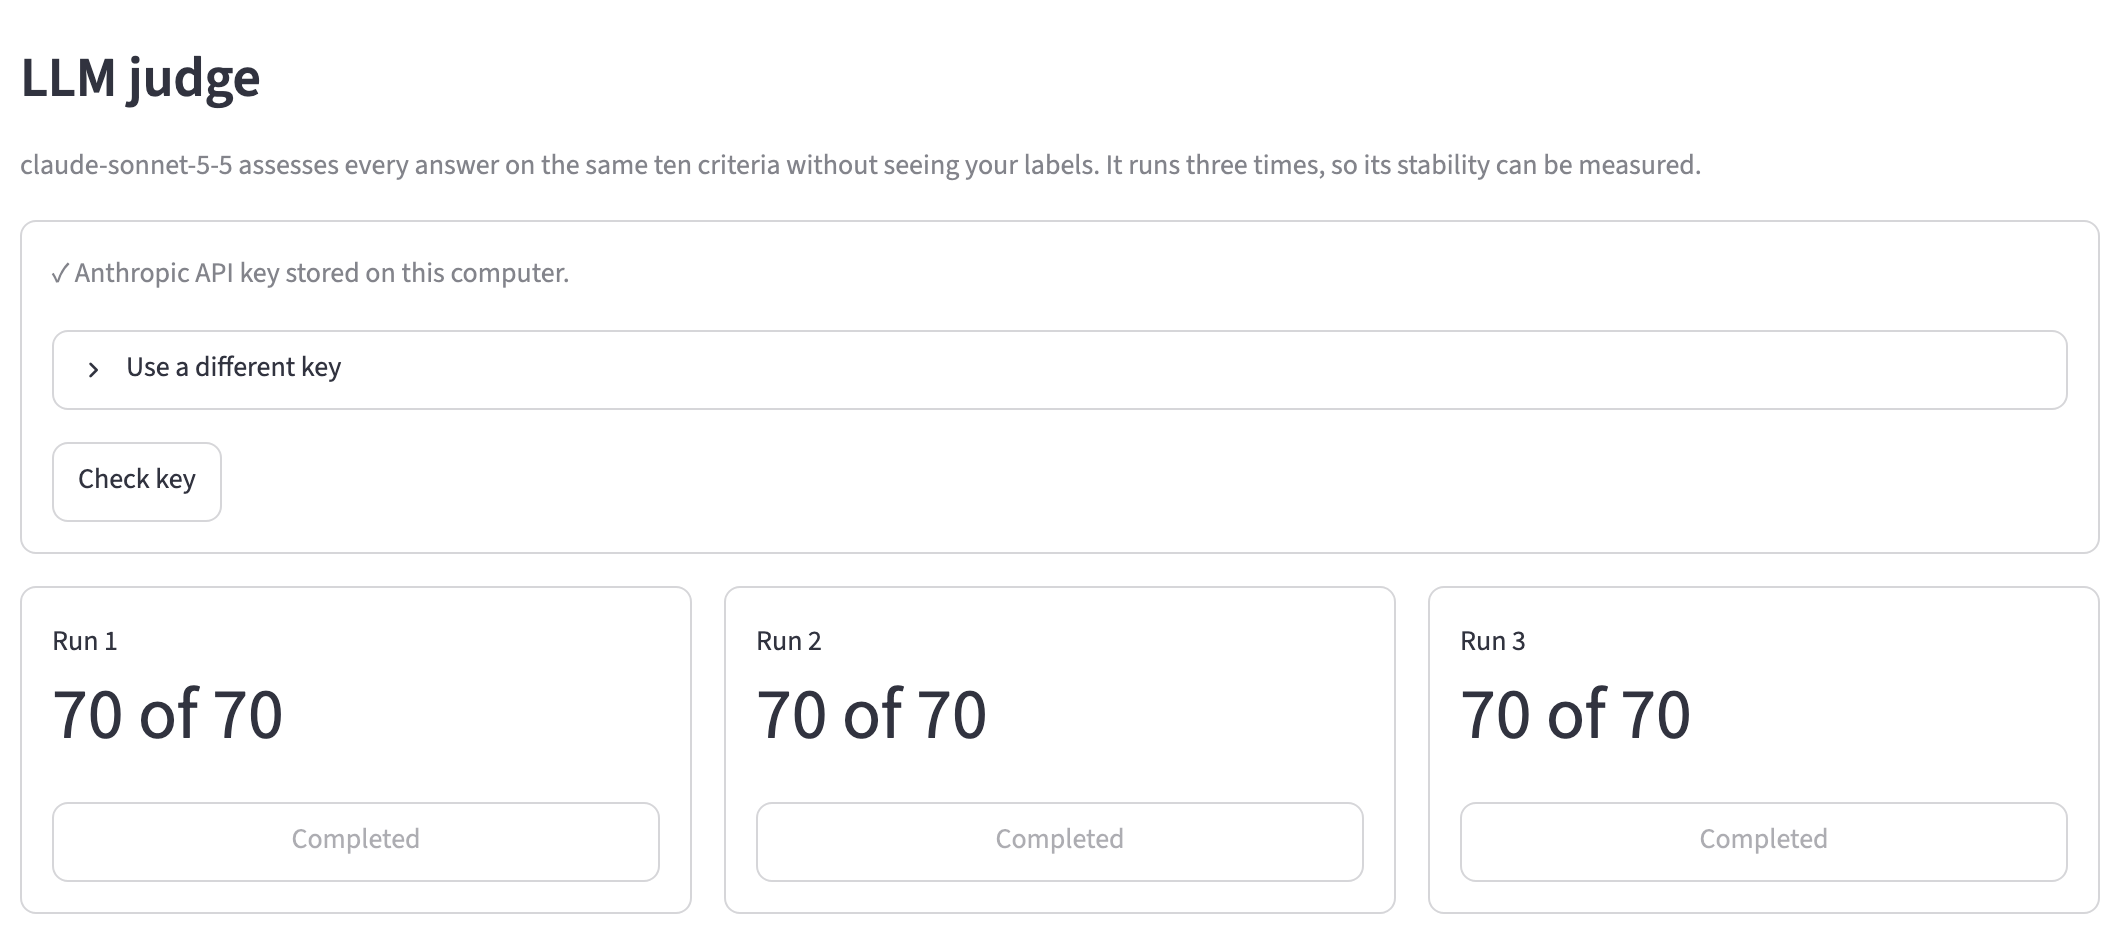 LLM judge
claude-sonnet-5-5 assesses every answer on the same ten criteria without seeing your labels. It runs three times, so its stability can be measured.
✓ Anthropic API key stored on this computer.
Use a different key
Check key
Run 1
70 of 70
Completed
Run 2
70 of 70
Completed
Run 3
70 of 70
Completed